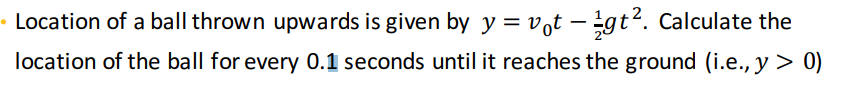 • Location of a ball thrown upwards is given by y = v₀t − ½gt². Calculate the
location of the ball for every 0.1 seconds until it reaches the ground (i.e., y > 0)